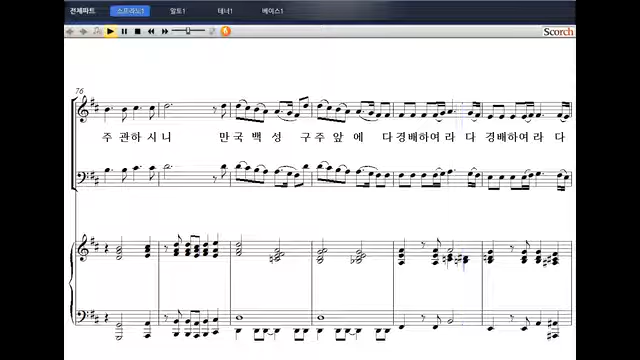 전체파트 소프라노1 알토1 테너1 베이스1
Scorch
76
주 관하 시 니 만 국 백 성 구 주 앞 에 다 경배하여 라 다 경배하여 라 다